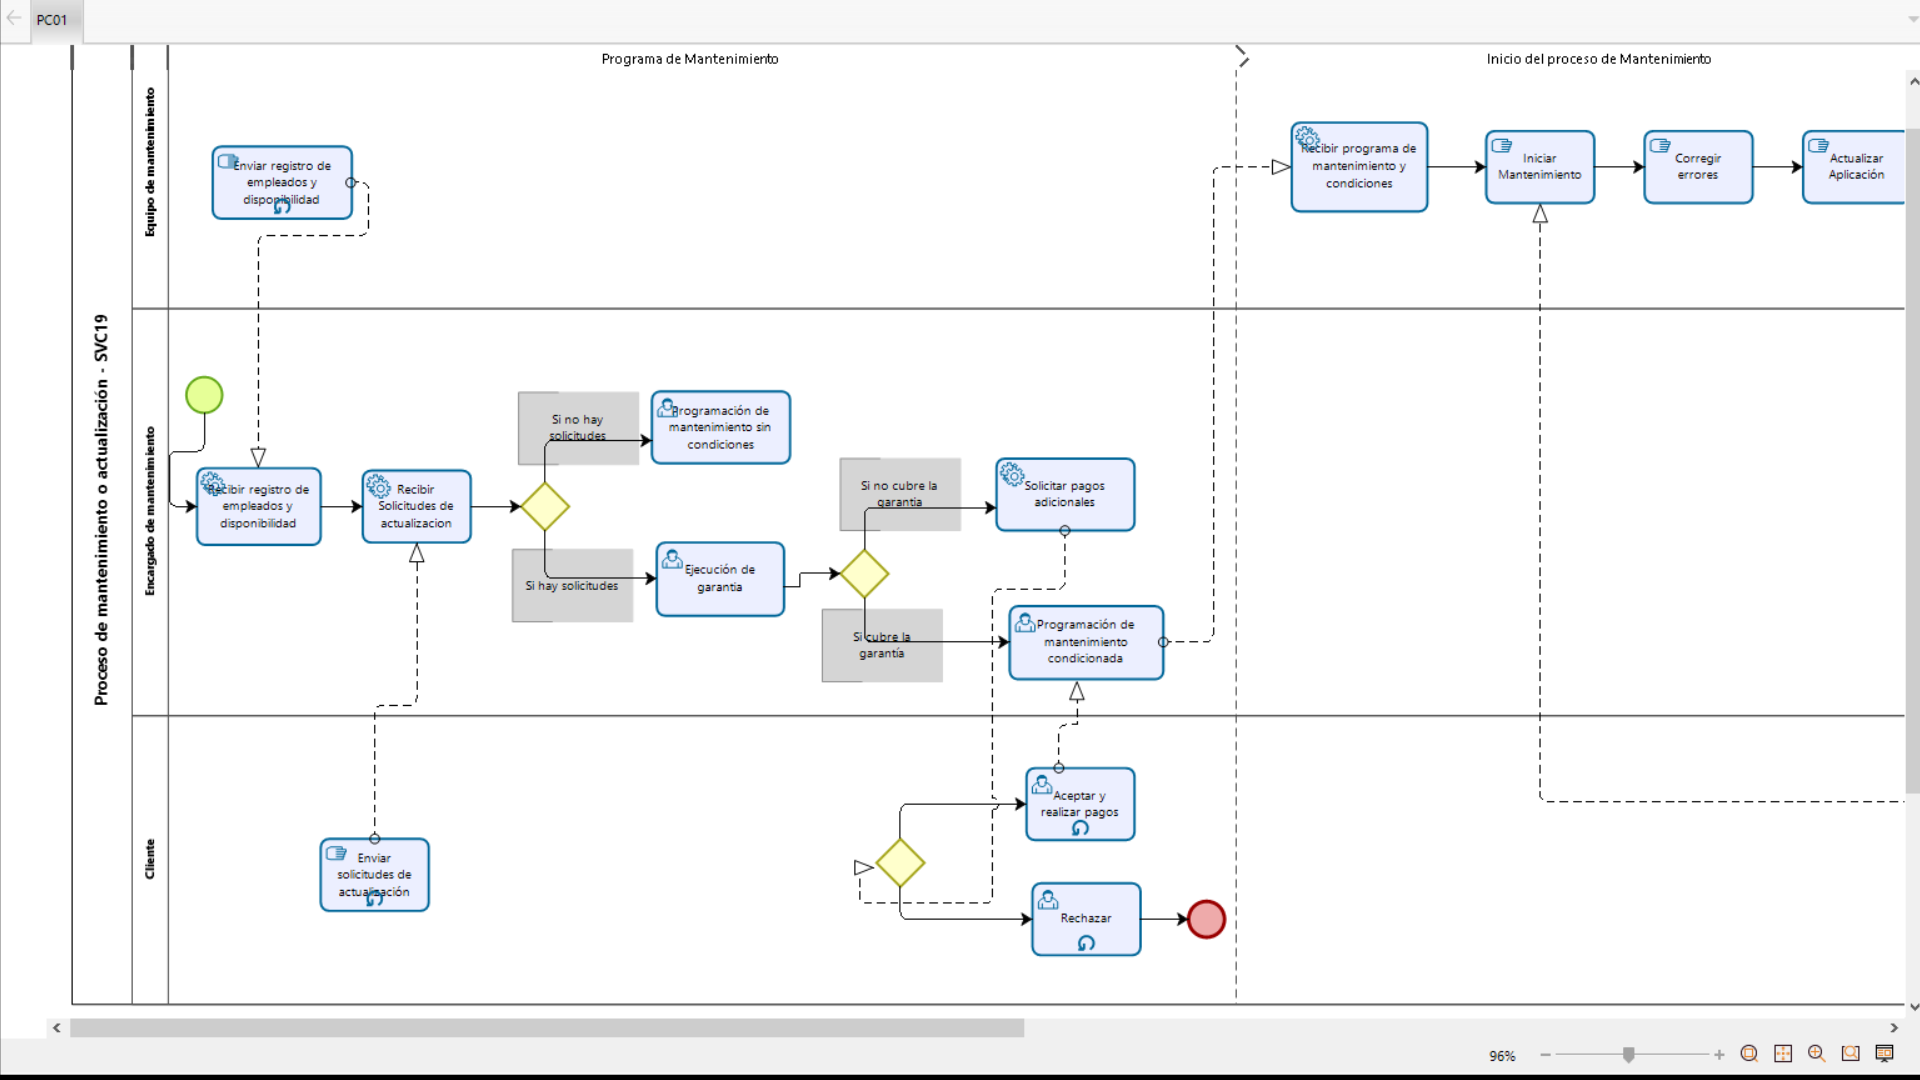 PC01
Programa de Mantenimiento
Inicio del proceso de Mantenimiento
Proceso de mantenimiento o actualización - SVC19
Equipo de mantenimiento
Enviar registro de
empleados y
disponibilidad
Recibir programa de
mantenimiento y
condiciones
Iniciar
Mantenimiento
Corregir
errores
Actualizar
Aplicación
Encargado de mantenimiento
Recibir registro de
empleados y
disponibilidad
Recibir
Solicitudes de
actualizacion
Si no hay
solicitudes
Programación de
mantenimiento sin
condiciones
Si hay solicitudes
Ejecución de
garantia
Si no cubre la
garantia
Solicitar pagos
adicionales
Si cubre la
garantía
Programación de
mantenimiento
condicionada
Cliente
Enviar
solicitudes de
actualización
Aceptar y
realizar pagos
Rechazar
96%